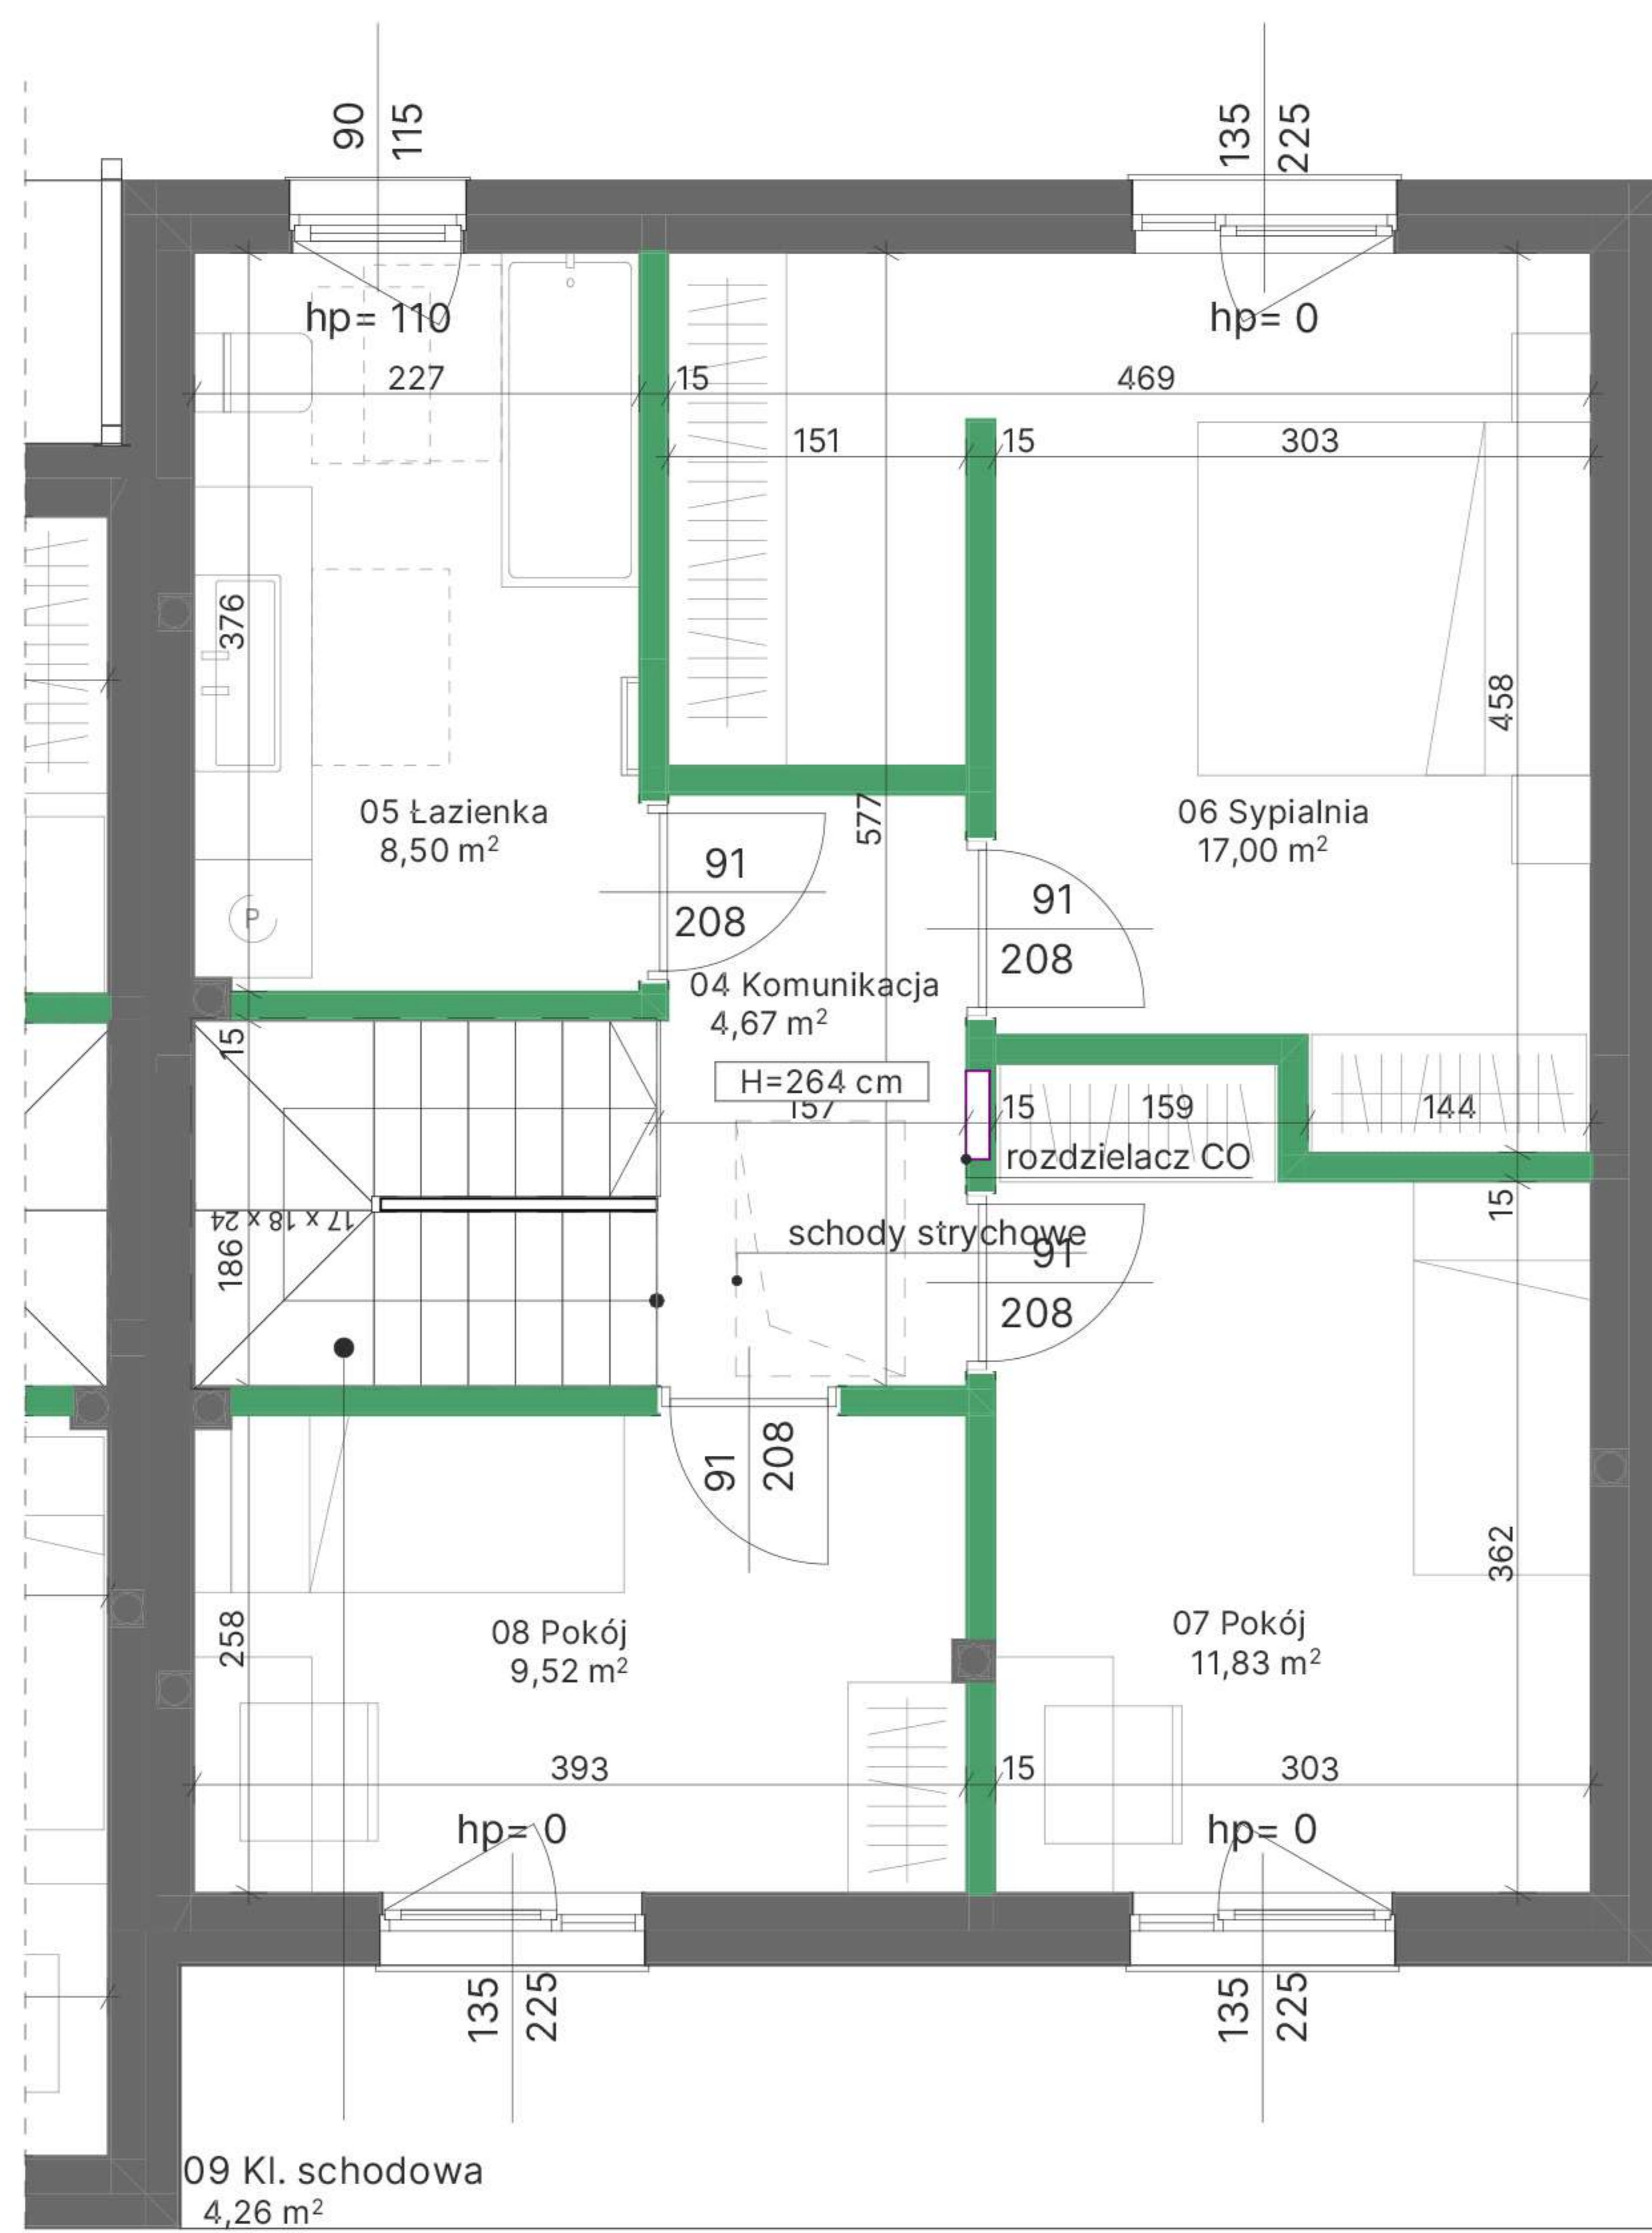 90
115
135
225
hp= 110
hp= 0
227
15
469
151
15
303
376
458
05 Łazienka
8,50 m²
06 Sypialnia
17,00 m²
577
91
208
91
208
P
04 Komunikacja
4,67 m²
15
H=264 cm
157
15
159
144
rozdzielacz CO
15
17 x 18 x 24
186
schody strychowe
91
208
91
208
362
258
08 Pokój
9,52 m²
07 Pokój
11,83 m²
393
15
303
hp= 0
hp= 0
135
225
135
225
09 Kl. schodowa
4,26 m²